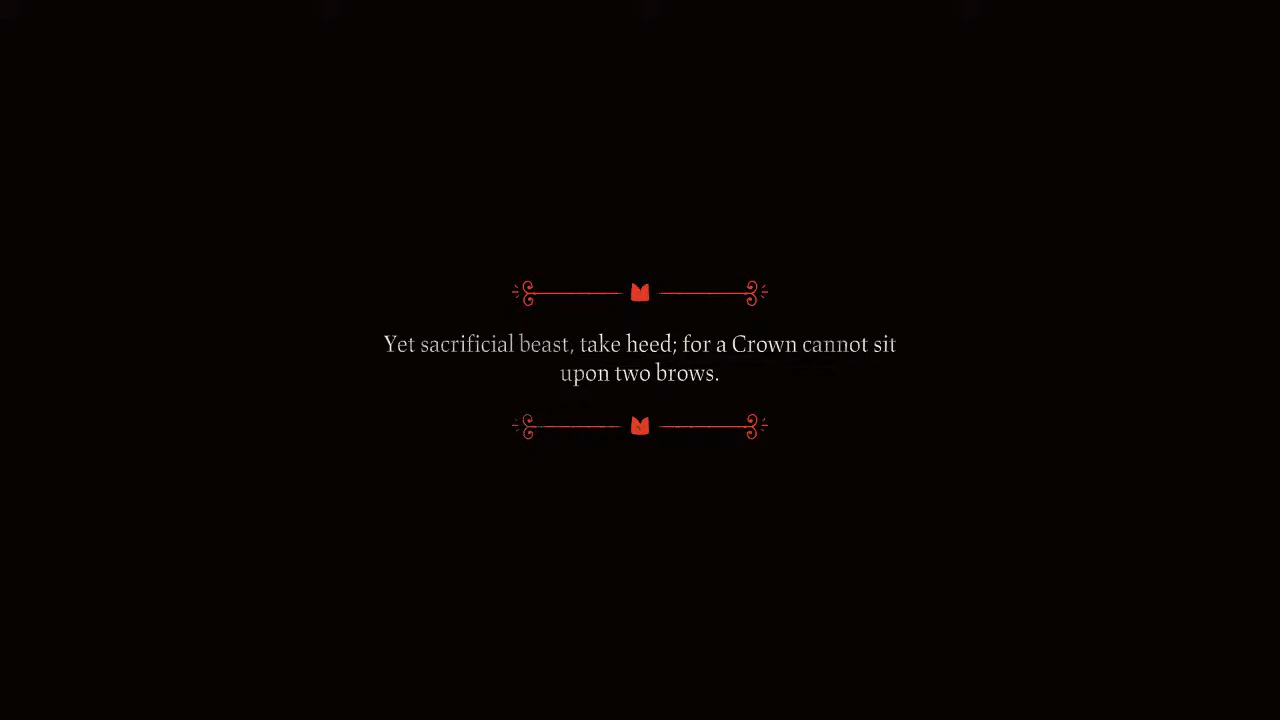 Yet sacrificial beast, take heed; for a Crown cannot sit
upon two brows.